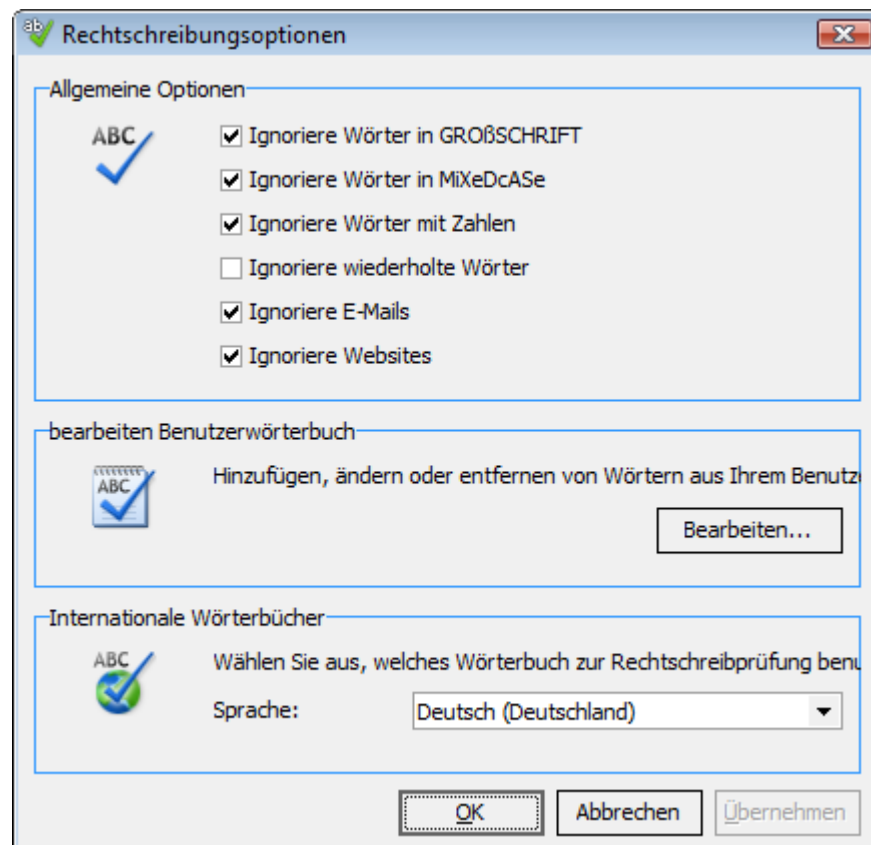 Rechtschreibungsoptionen
Allgemeine Optionen
ABC
Ignoriere Wörter in GROßSCHRIFT
Ignoriere Wörter in MiXeDcASe
Ignoriere Wörter mit Zahlen
Ignoriere wiederholte Wörter
Ignoriere E-Mails
Ignoriere Websites
bearbeiten Benutzerwörterbuch
ABC
Hinzufügen, ändern oder entfernen von Wörtern aus Ihrem Benutze
Bearbeiten...
Internationale Wörterbücher
ABC
Wählen Sie aus, welches Wörterbuch zur Rechtschreibprüfung benu
Sprache: Deutsch (Deutschland)
OK Abbrechen Übernehmen